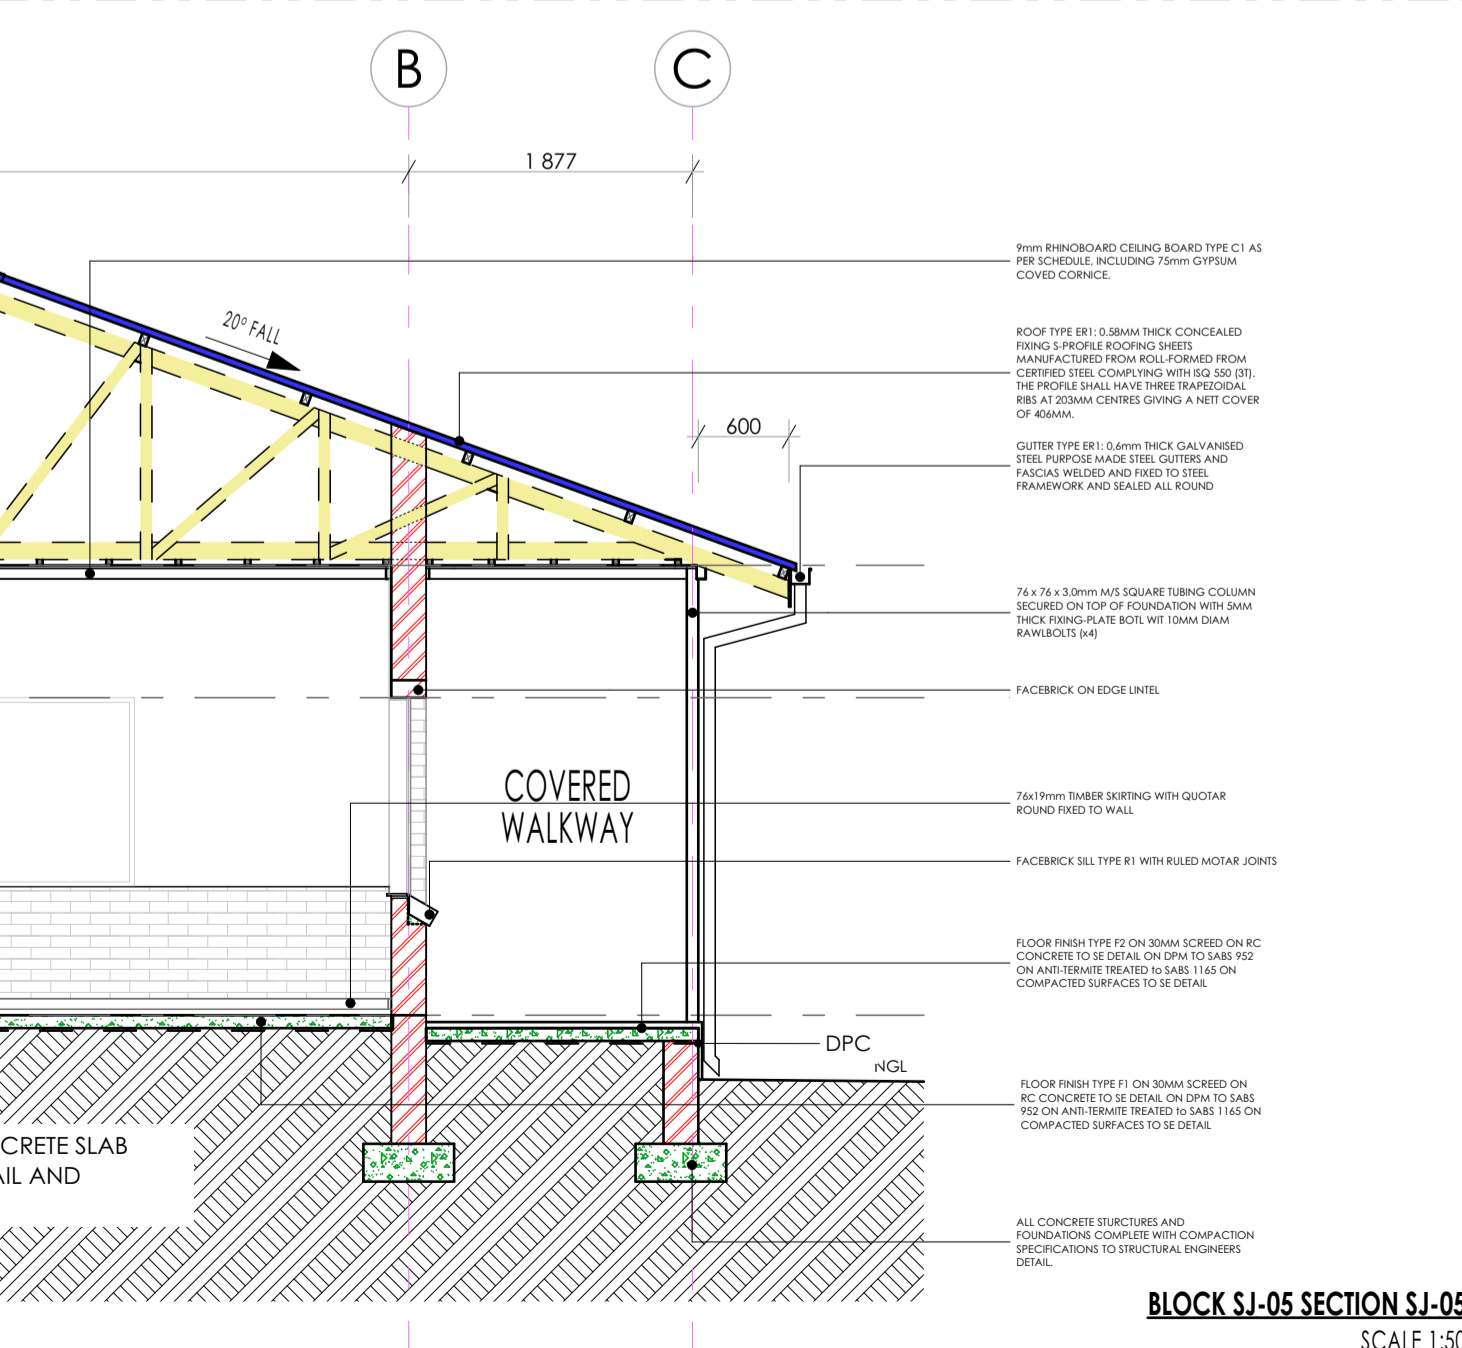 B
C
1 877
9mm RHINOBOARD CEILING BOARD TYPE C1 AS
PER SCHEDULE, INCLUDING 75mm GYPSUM
COVED CORNICE.
20º FALL
ROOF TYPE ER1: 0.58MM THICK CONCEALED
FIXING S-PROFILE ROOFING SHEETS
MANUFACTURED FROM ROLL-FORMED FROM
CERTIFIED STEEL COMPLYING WITH ISQ 550 (3T).
THE PROFILE SHALL HAVE THREE TRAPEZOIDAL
RIBS AT 203MM CENTRES GIVING A NETT COVER
OF 406MM.
600
GUTTER TYPE ER1: 0,6mm THICK GALVANISED
STEEL PURPOSE MADE STEEL GUTTERS AND
FASCIAS WELDED AND FIXED TO STEEL
FRAMEWORK AND SEALED ALL ROUND
76 x 76 x 3,0mm M/S SQUARE TUBING COLUMN
SECURED ON TOP OF FOUNDATION WITH 5MM
THICK FIXING-PLATE BOTL WIT 10MM DIAM
RAWLBOLTS (x4)
FACEBRICK ON EDGE LINTEL
COVERED
WALKWAY
76x19mm TIMBER SKIRTING WITH QUOTAR
ROUND FIXED TO WALL
FACEBRICK SILL TYPE R1 WITH RULED MOTAR JOINTS
FLOOR FINISH TYPE F2 ON 30MM SCREED ON RC
CONCRETE TO SE DETAIL ON DPM TO SABS 952
ON ANTI-TERMITE TREATED to SABS 1165 ON
COMPACTED SURFACES TO SE DETAIL
DPC
NGL
FLOOR FINISH TYPE F1 ON 30MM SCREED ON
RC CONCRETE TO SE DETAIL ON DPM TO SABS
952 ON ANTI-TERMITE TREATED to SABS 1165 ON
COMPACTED SURFACES TO SE DETAIL
CRETE SLAB
AIL AND
ALL CONCRETE STURCTURES AND
FOUNDATIONS COMPLETE WITH COMPACTION
SPECIFICATIONS TO STRUCTURAL ENGINEERS
DETAIL.
BLOCK SJ-05 SECTION SJ-05
SCALE 1:50